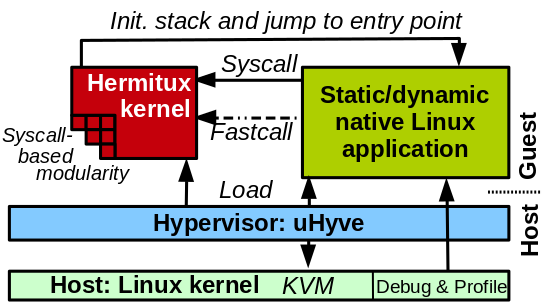 Init. stack and jump to entry point
Hermitux
kernel
Syscall
Fastcall
Static/dynamic
native Linux
application
Syscall-
based
modularity
Load
Guest
Host
Hypervisor: uHyve
Host: Linux kernel
KVM
Debug & Profile